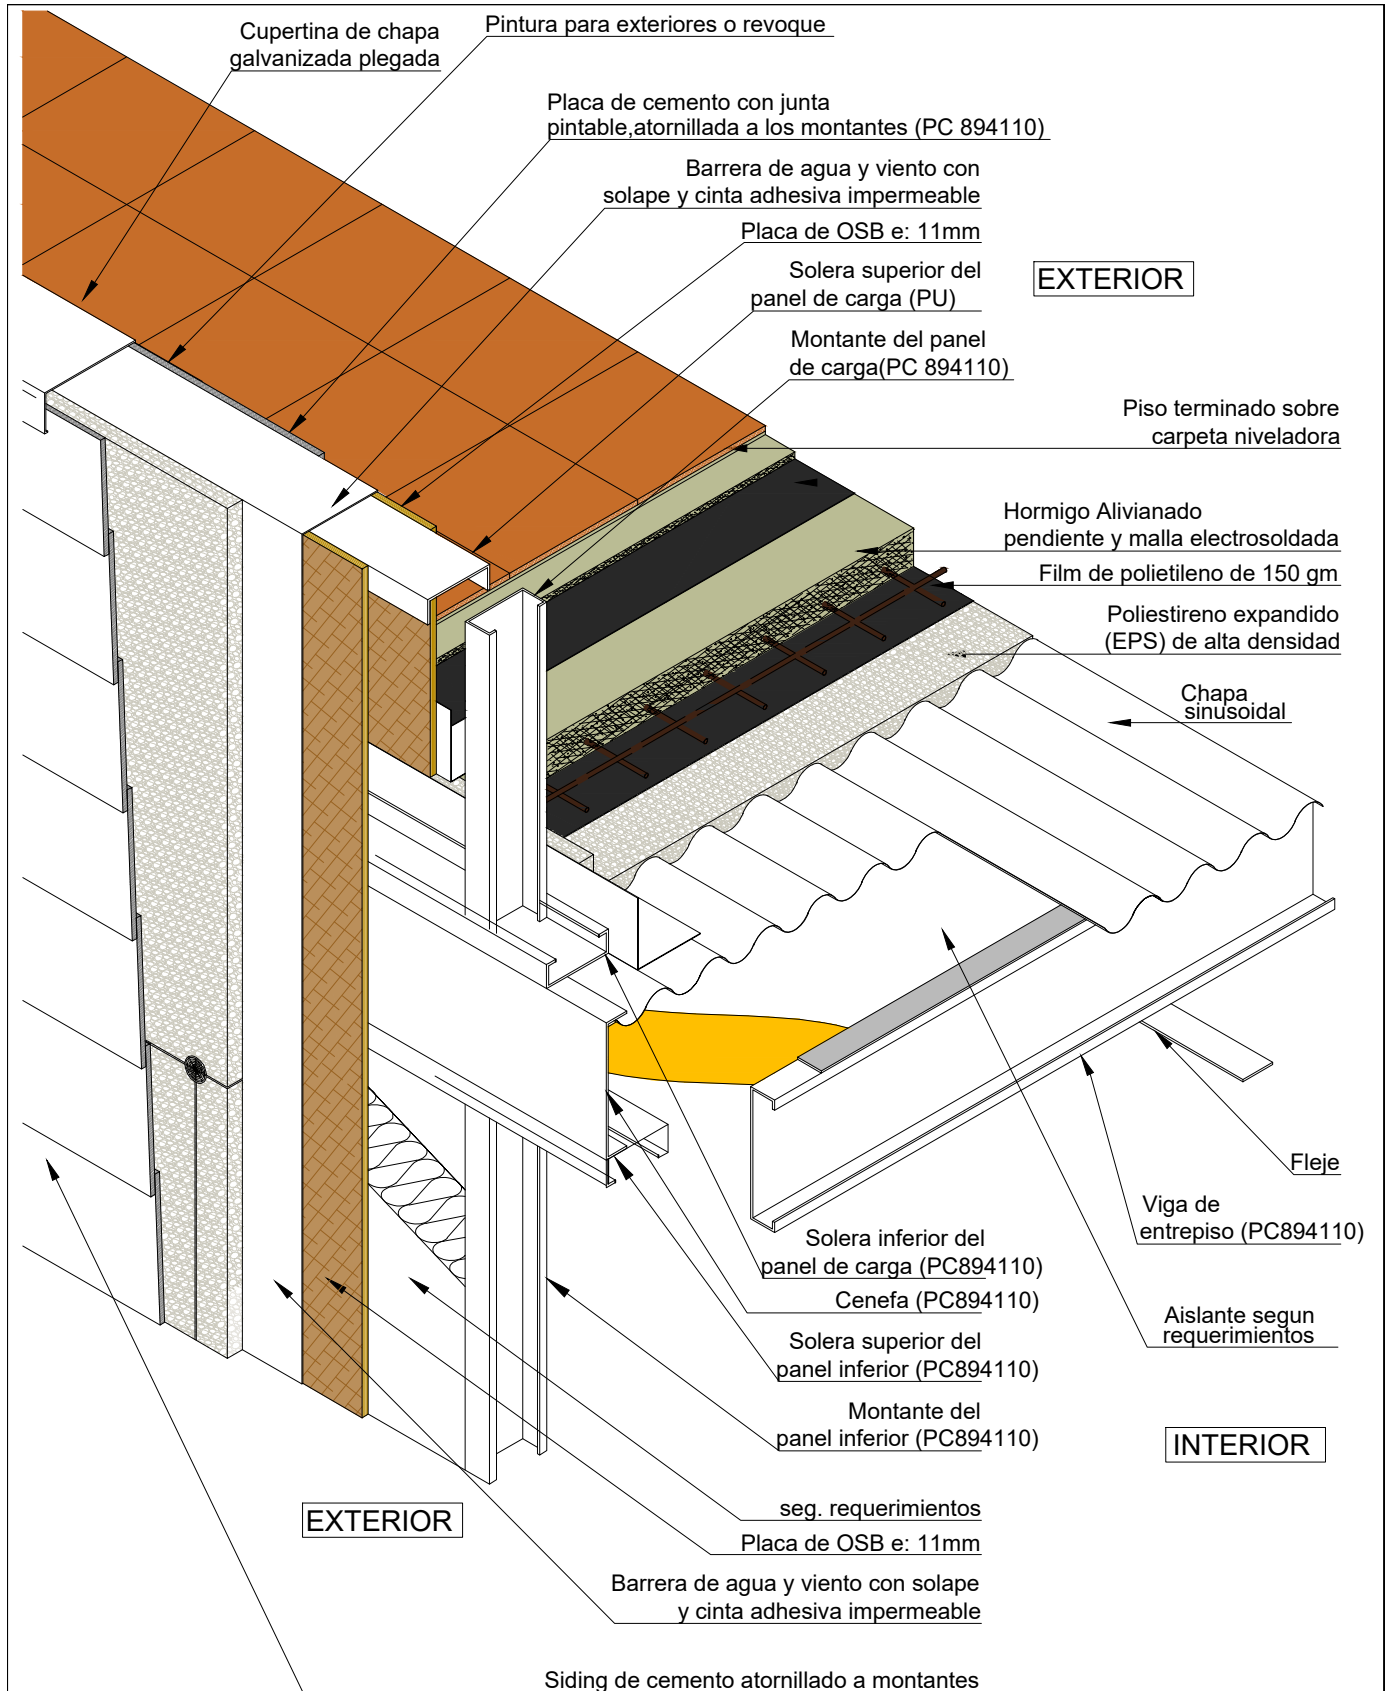 Cupertina de chapa
galvanizada plegada
Pintura para exteriores o revoque
Placa de cemento con junta
pintable,atornillada a los montantes (PC 894110)
Barrera de agua y viento con
solape y cinta adhesiva impermeable
Placa de OSB e: 11mm
Solera superior del
panel de carga (PU)
EXTERIOR
Montante del panel
de carga(PC 894110)
Piso terminado sobre
carpeta niveladora
Hormigo Alivianado
pendiente y malla electrosoldada
Film de polietileno de 150 gm
Poliestireno expandido
(EPS) de alta densidad
Chapa
sinusoidal
Fleje
Viga de
entrepiso (PC894110)
Solera inferior del
panel de carga (PC894110)
Cenefa (PC894110)
Aislante segun
requerimientos
Solera superior del
panel inferior (PC894110)
Montante del
panel inferior (PC894110)
INTERIOR
seg. requerimientos
EXTERIOR
Placa de OSB e: 11mm
Barrera de agua y viento con solape
y cinta adhesiva impermeable
Siding de cemento atornillado a montantes